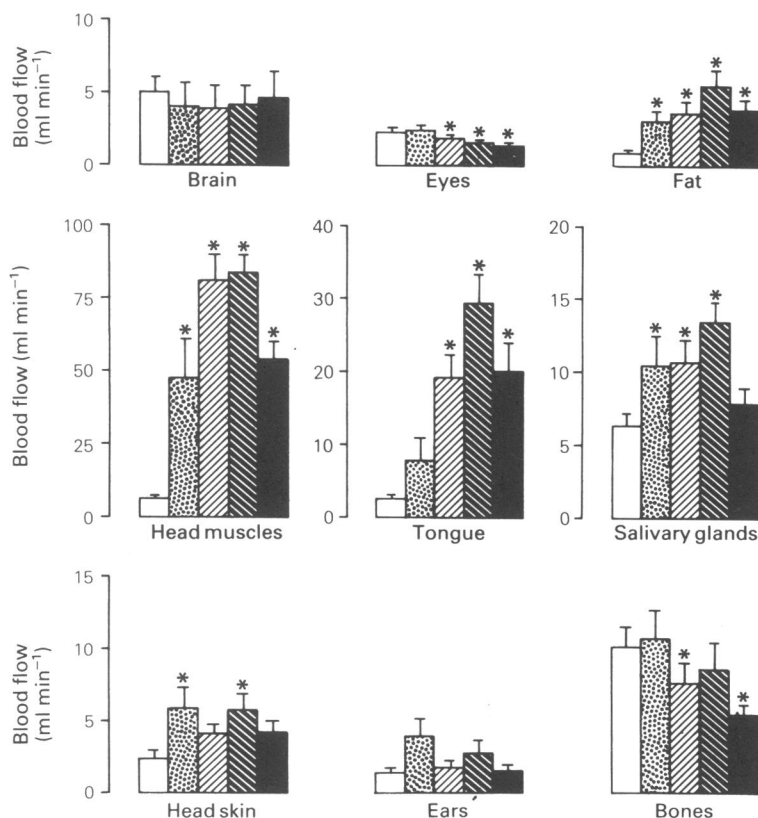 Blood flow
(ml min⁻¹)
10
5
0
Brain
Eyes
Fat
* * *
* * * *
Blood flow (ml min⁻¹)
100
75
50
25
0
* * * *
Head muscles
40
30
20
10
0
* * *
Tongue
20
15
10
5
0
* * *
Salivary glands
Blood flow
(ml min⁻¹)
15
10
5
0
* *
Head skin
Ears
* *
Bones